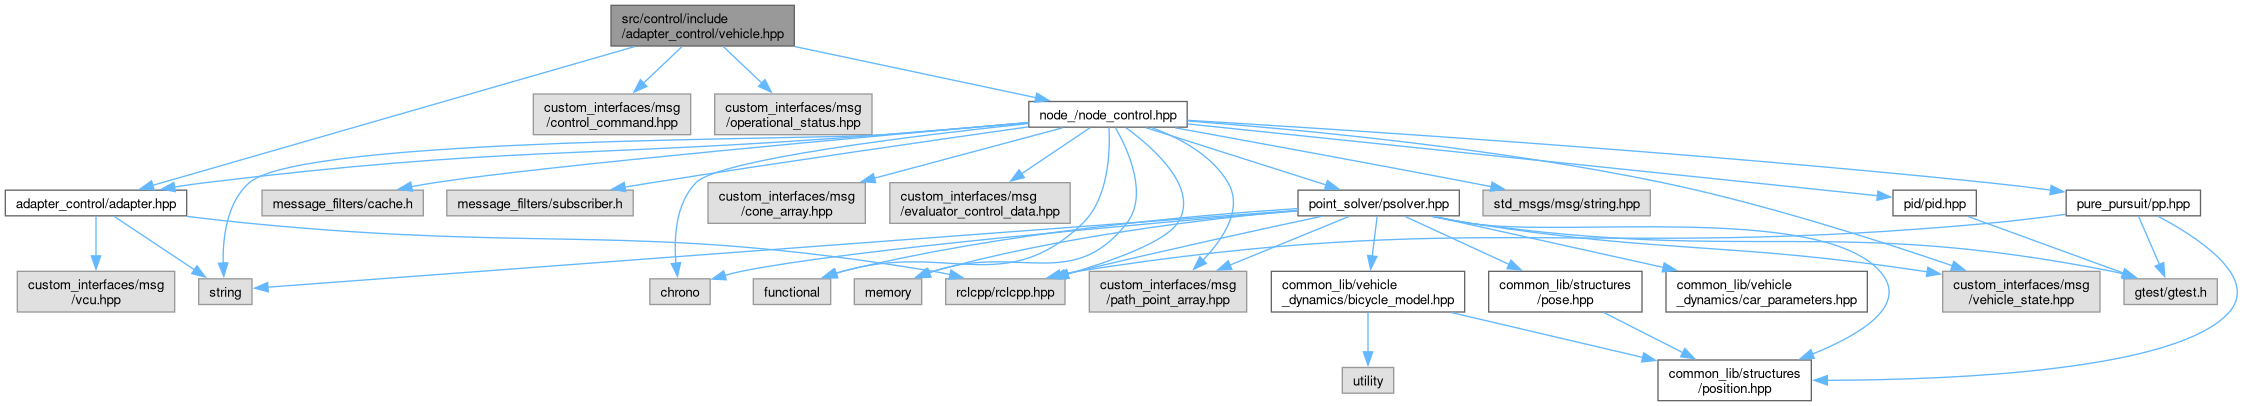 src/control/include
/adapter_control/vehicle.hpp
custom_interfaces/msg
/control_command.hpp
custom_interfaces/msg
/operational_status.hpp
node_/node_control.hpp
adapter_control/adapter.hpp
message_filters/cache.h
message_filters/subscriber.h
custom_interfaces/msg
/cone_array.hpp
custom_interfaces/msg
/evaluator_control_data.hpp
point_solver/psolver.hpp
std_msgs/msg/string.hpp
pid/pid.hpp
pure_pursuit/pp.hpp
custom_interfaces/msg
/vcu.hpp
string
chrono
functional
memory
rclcpp/rclcpp.hpp
custom_interfaces/msg
/path_point_array.hpp
common_lib/vehicle
_dynamics/bicycle_model.hpp
common_lib/structures
/pose.hpp
common_lib/vehicle
_dynamics/car_parameters.hpp
custom_interfaces/msg
/vehicle_state.hpp
gtest/gtest.h
utility
common_lib/structures
/position.hpp